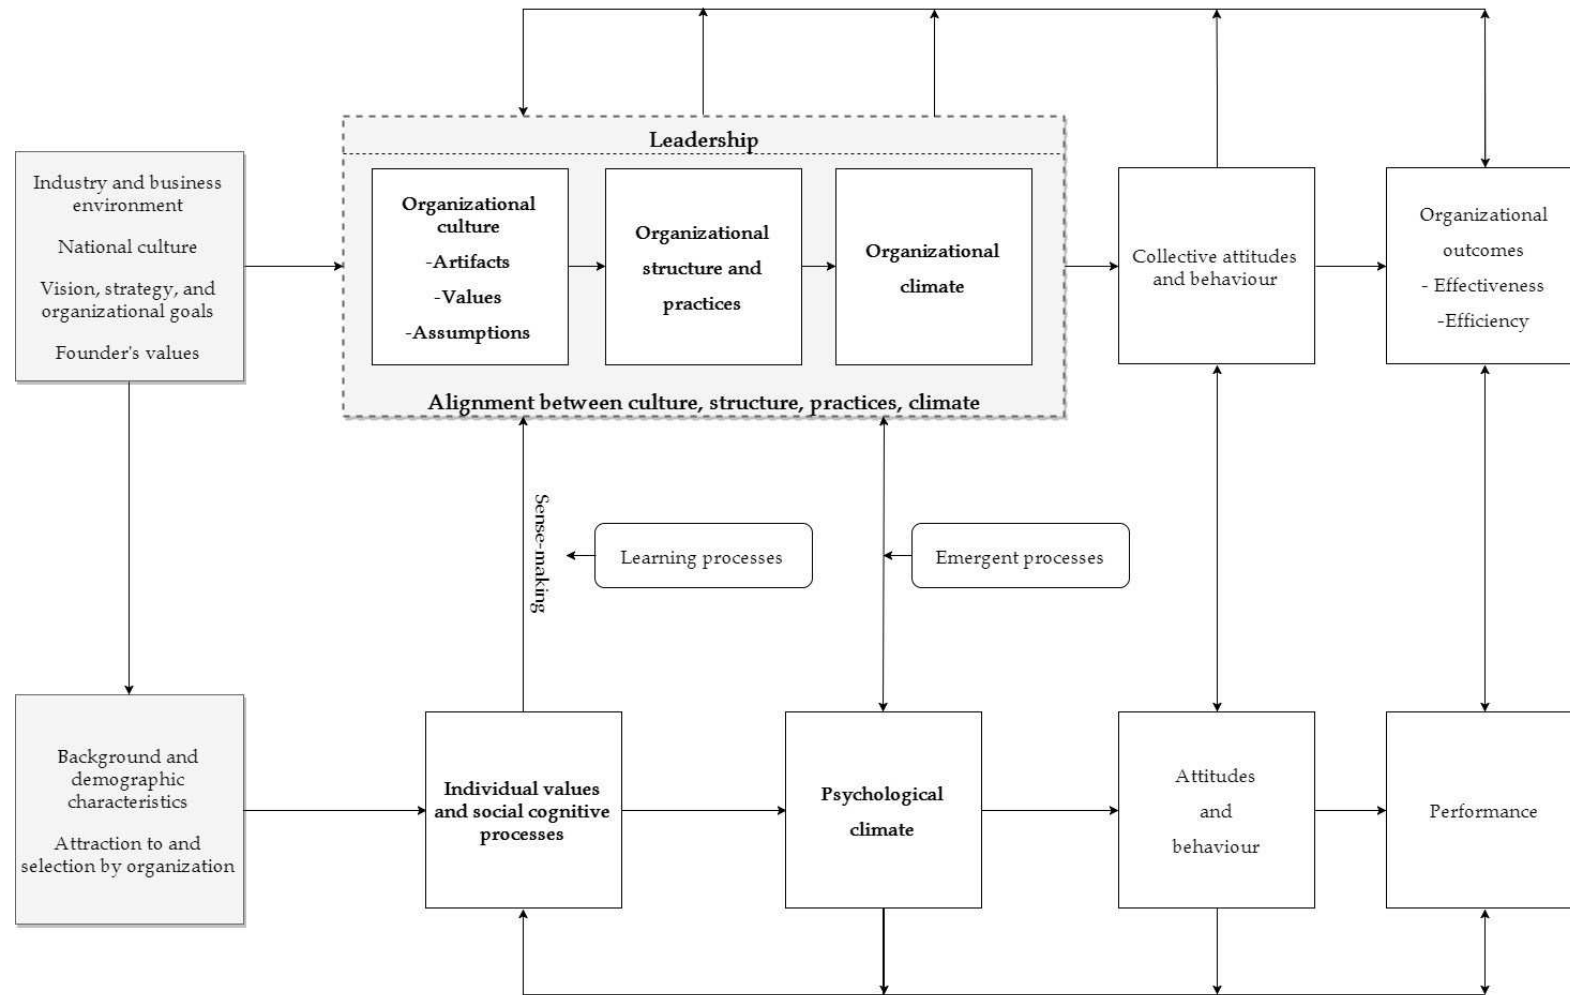 Leadership
Industry and business
environment
National culture
Vision, strategy, and
organizational goals
Founder's values
Organizational
culture
-Artifacts
-Values
-Assumptions
Organizational
structure and
practices
Organizational
climate
Collective attitudes
and behaviour
Organizational
outcomes
- Effectiveness
-Efficiency
Alignment between culture, structure, practices, climate
Sense-making
Learning processes
Emergent processes
Background and
demographic
characteristics
Attraction to and
selection by organization
Individual values
and social cognitive
processes
Psychological
climate
Attitudes
and
behaviour
Performance